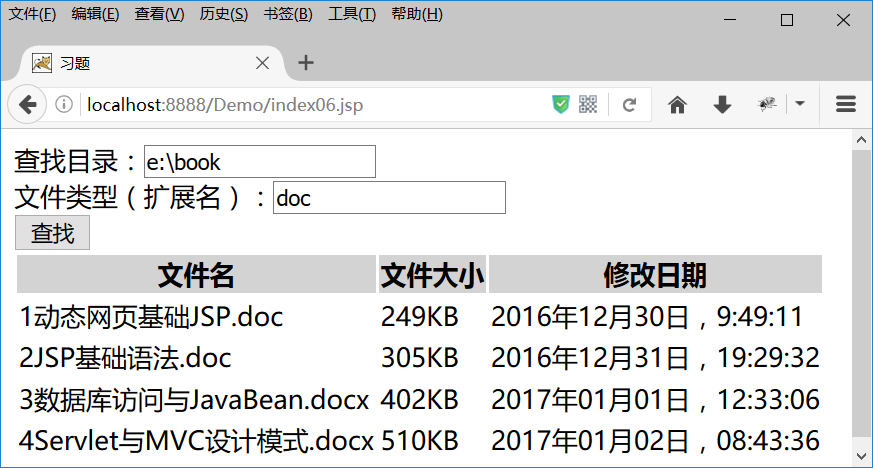 文件(F) 编辑(E) 查看(V) 历史(S) 书签(B) 工具(T) 帮助(H)
习题
localhost:8888/Demo/index06.jsp
查找目录：e:\book
文件类型（扩展名）：doc
查找
文件名 文件大小 修改日期
1动态网页基础JSP.doc 249KB 2016年12月30日，9:49:11
2JSP基础语法.doc 305KB 2016年12月31日，19:29:32
3数据库访问与JavaBean.docx 402KB 2017年01月01日，12:33:06
4Servlet与MVC设计模式.docx 510KB 2017年01月02日，08:43:36